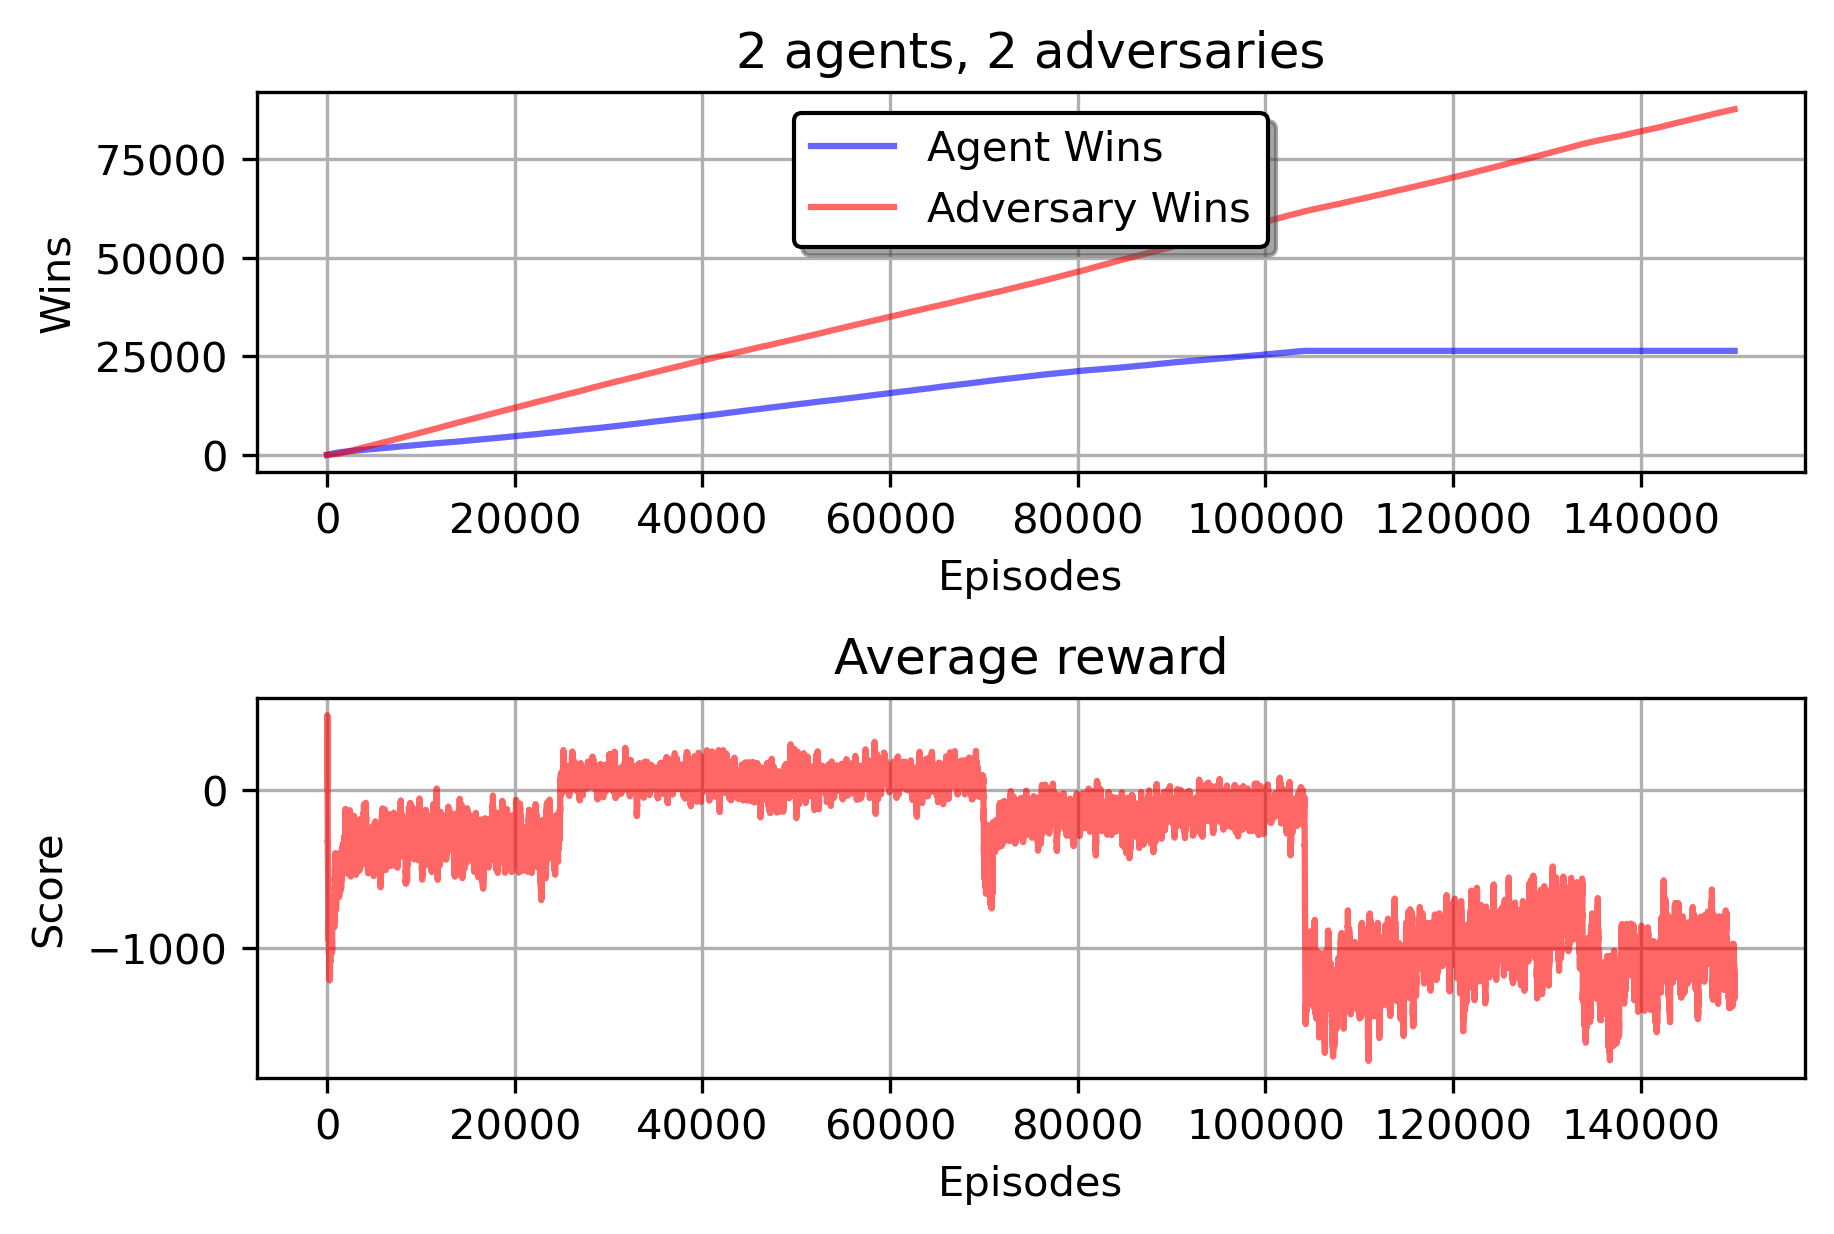 2 agents, 2 adversaries
Agent Wins
Adversary Wins
Wins
75000
50000
25000
0
0 20000 40000 60000 80000 100000 120000 140000
Episodes
Average reward
Score
0
−1000
0 20000 40000 60000 80000 100000 120000 140000
Episodes